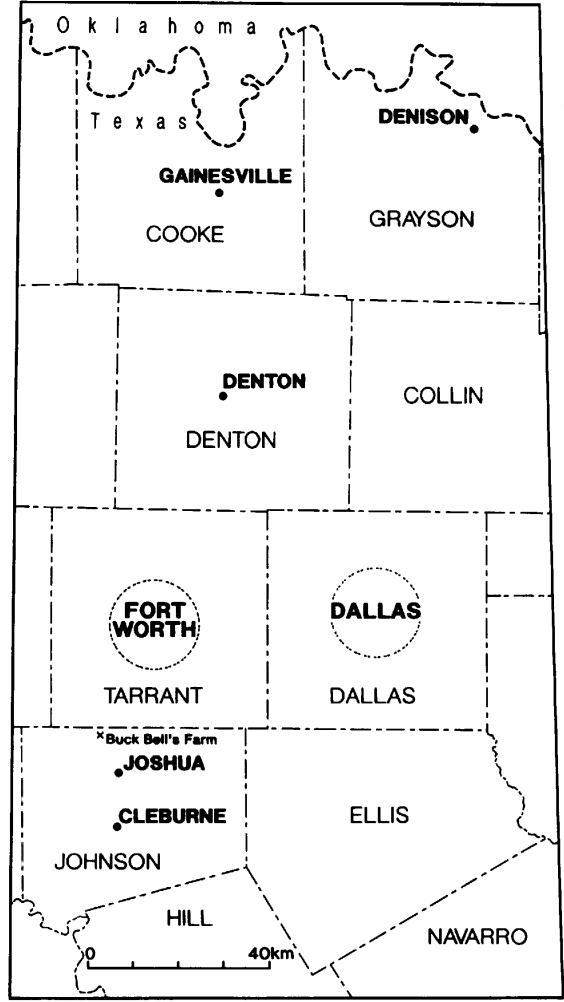 Oklahoma
Texas
DENISON
GAINESVILLE
GRAYSON
COOKE
DENTON
COLLIN
DENTON
FORT
WORTH
DALLAS
TARRANT
DALLAS
x Buck Bell's Farm
JOSHUA
CLEBURNE
ELLIS
JOHNSON
HILL
NAVARRO
0 40km